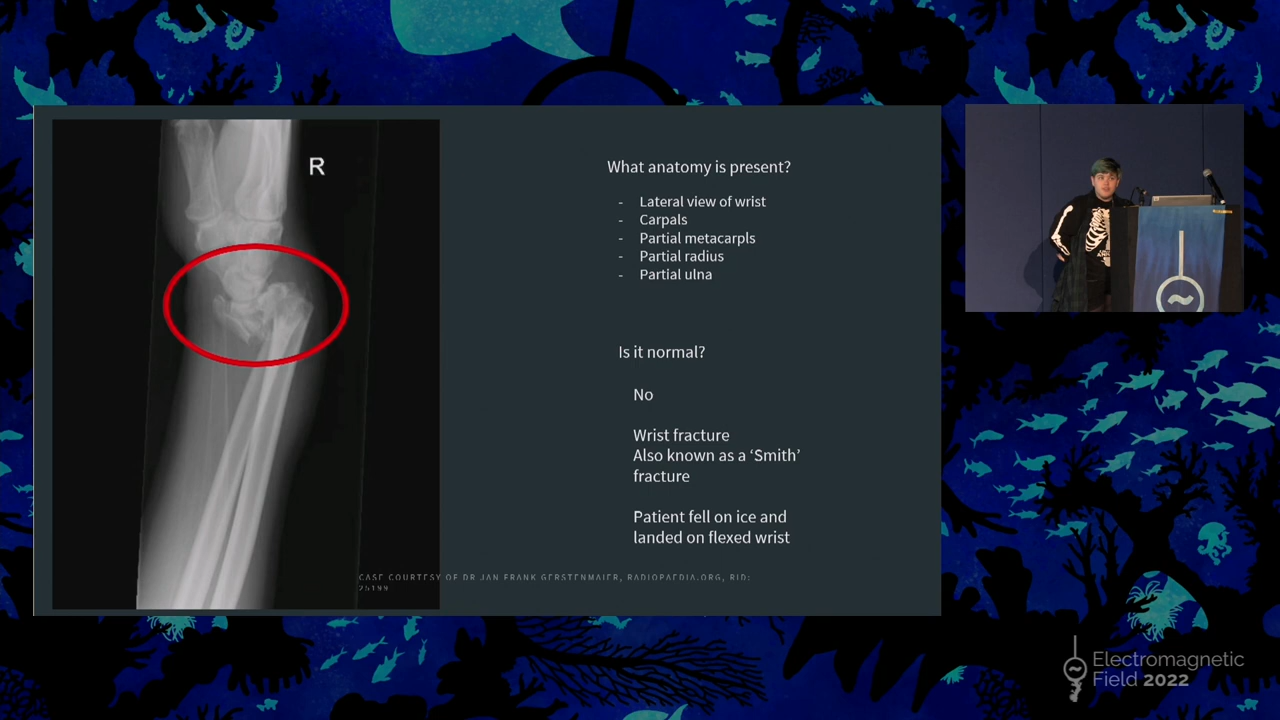 R
What anatomy is present?
- Lateral view of wrist
- Carpals
- Partial metacarpls
- Partial radius
- Partial ulna
Is it normal?
No
Wrist fracture
Also known as a ‘Smith’
fracture
Patient fell on ice and
landed on flexed wrist
CASE COURTESY OF DR JAN FRANK GERSTENMAIER, RADIOPAEDIA.ORG, RID:
25199
Electromagnetic
Field 2022